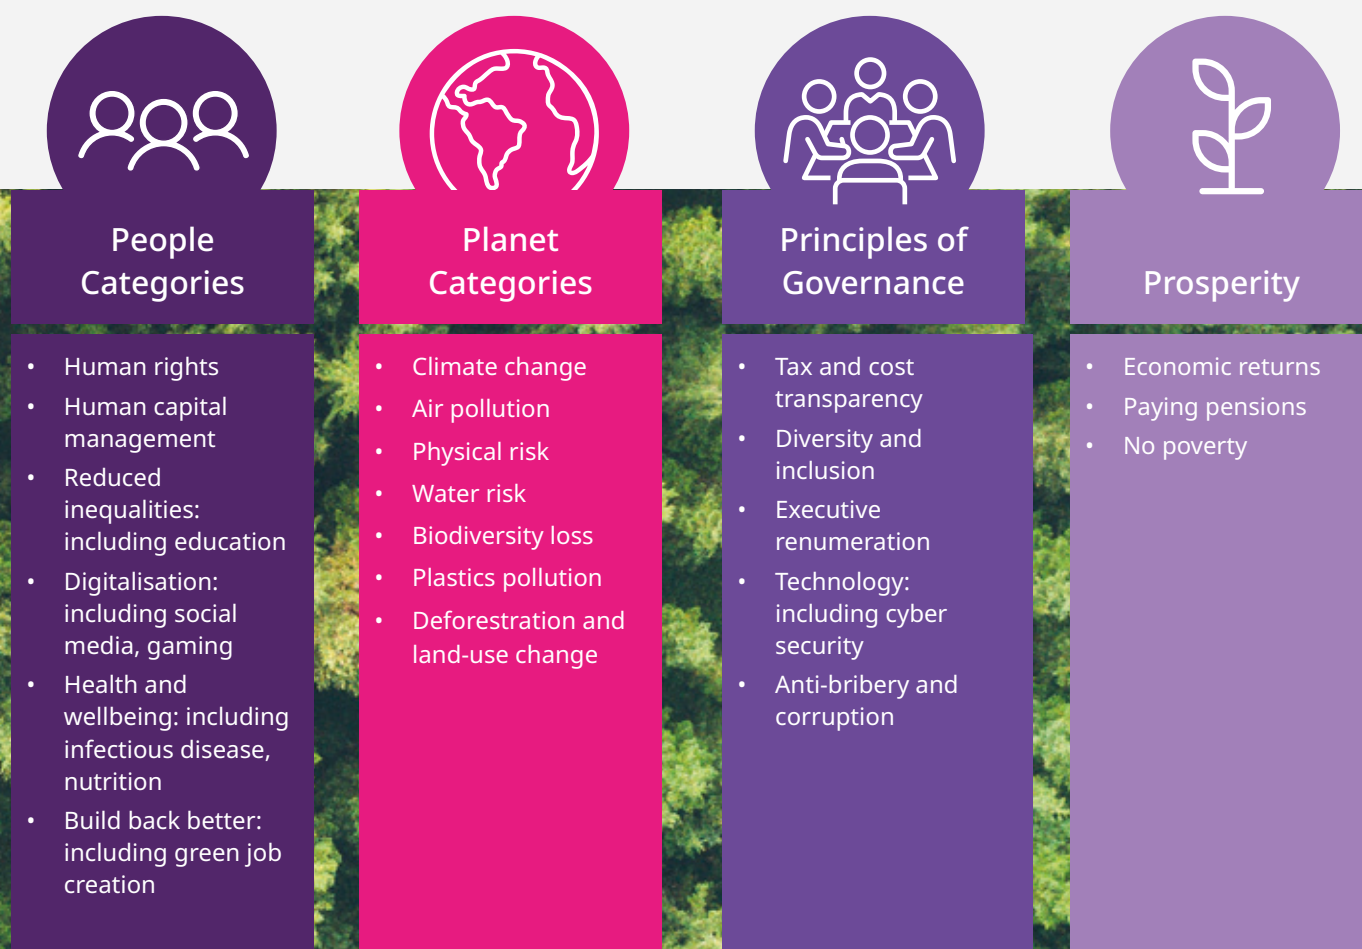 People
Categories
• Human rights
• Human capital
management
• Reduced
inequalities:
including education
• Digitalisation:
including social
media, gaming
• Health and
wellbeing: including
infectious disease,
nutrition
• Build back better:
including green job
creation
Planet
Categories
• Climate change
• Air pollution
• Physical risk
• Water risk
• Biodiversity loss
• Plastics pollution
• Deforestration and
land-use change
Principles of
Governance
• Tax and cost
transparency
• Diversity and
inclusion
• Executive
renumeration
• Technology:
including cyber
security
• Anti-bribery and
corruption
Prosperity
• Economic returns
• Paying pensions
• No poverty